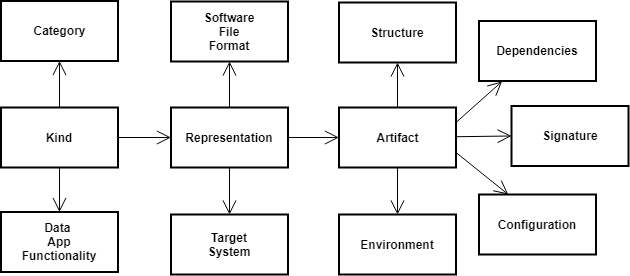 Category
Software
File
Format
Structure
Dependencies
Kind
Representation
Artifact
Signature
Data
App
Functionality
Target
System
Environment
Configuration